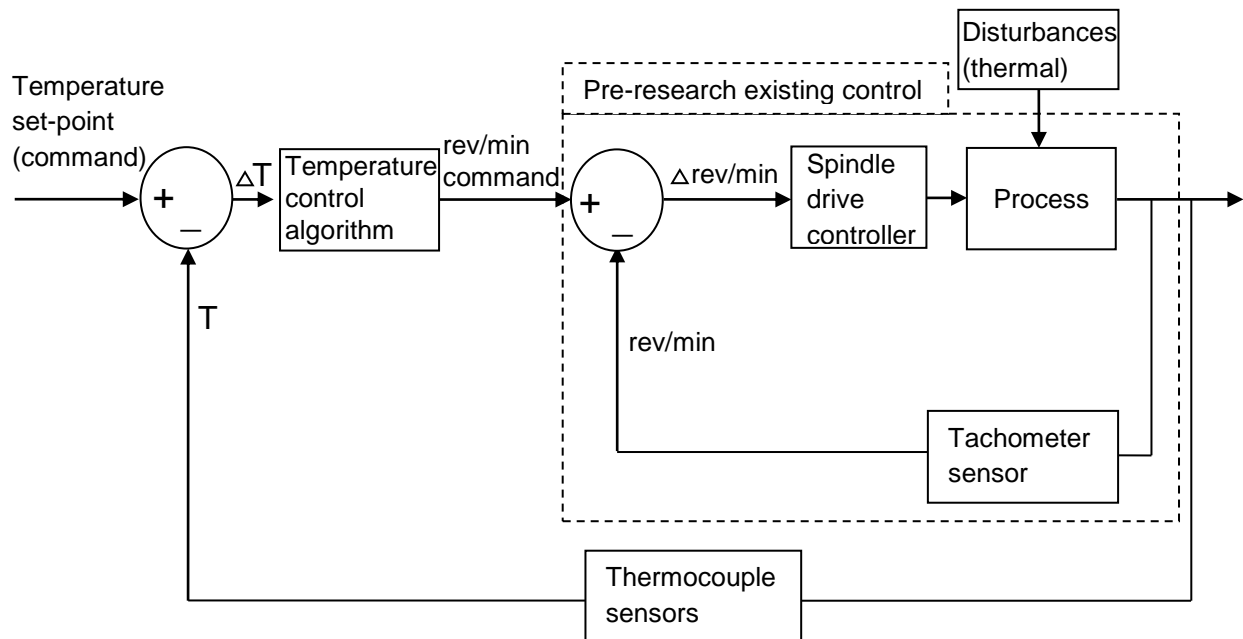 Disturbances
(thermal)
Temperature
set-point
(command)
Pre-research existing control
+
_
△T
Temperature
control
algorithm
rev/min
command
+
_
△rev/min
Spindle
drive
controller
Process
T
rev/min
Tachometer
sensor
Thermocouple
sensors